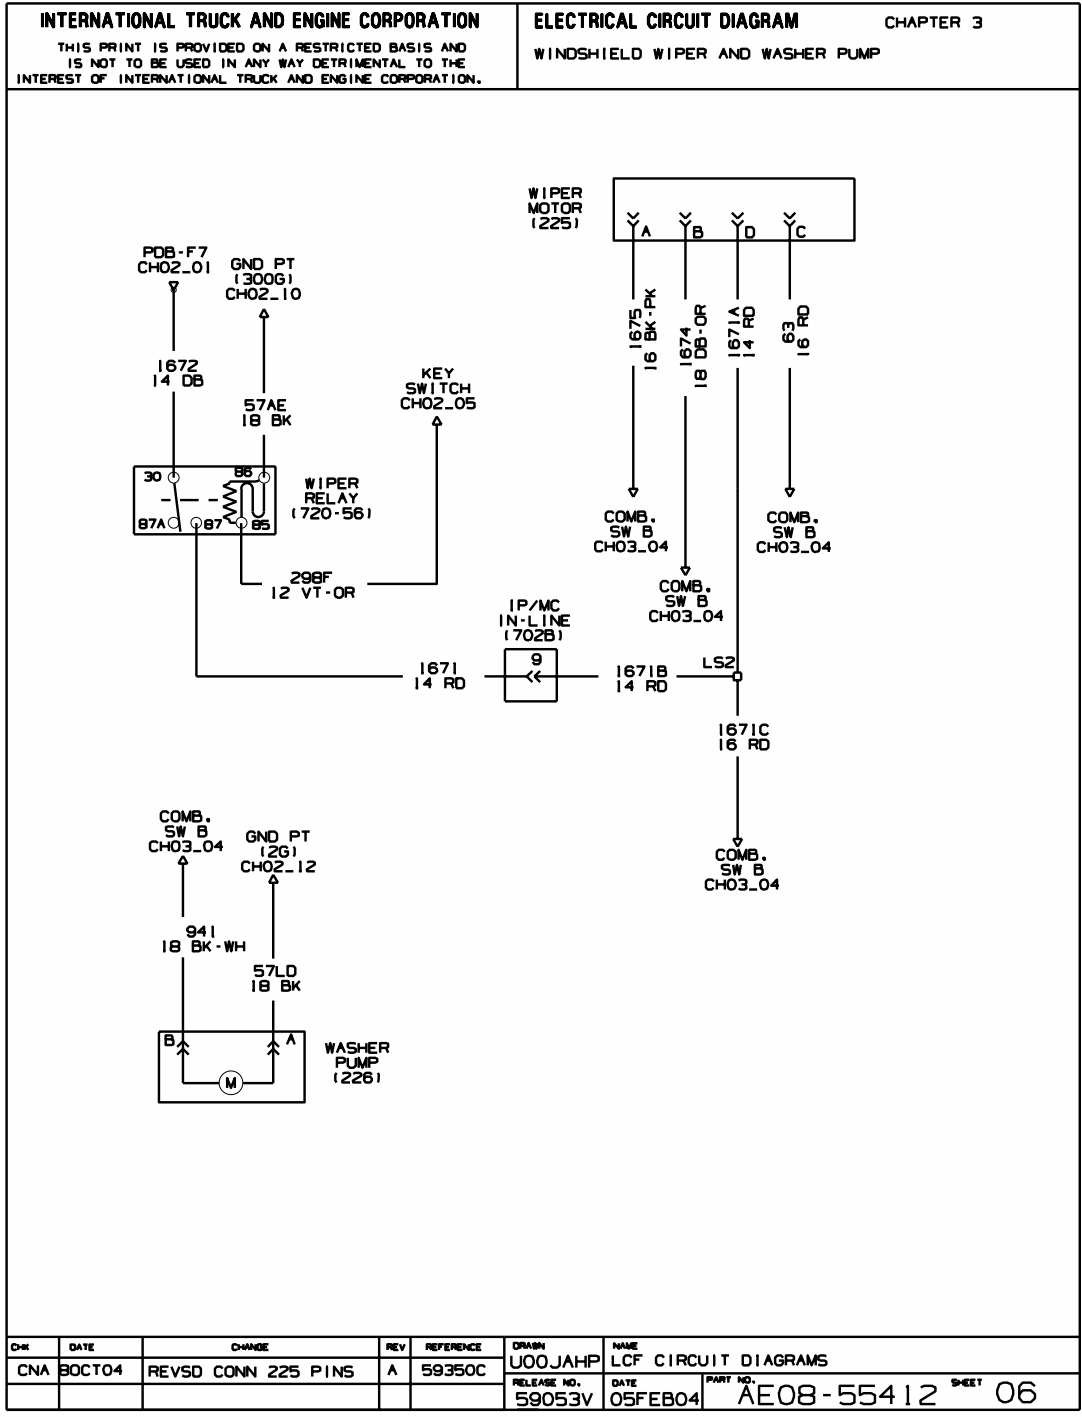 INTERNATIONAL TRUCK AND ENGINE CORPORATION
THIS PRINT IS PROVIDED ON A RESTRICTED BASIS AND
IS NOT TO BE USED IN ANY WAY DETRIMENTAL TO THE
INTEREST OF INTERNATIONAL TRUCK AND ENGINE CORPORATION.
ELECTRICAL CIRCUIT DIAGRAM
CHAPTER 3
WINDSHIELD WIPER AND WASHER PUMP
WIPER
MOTOR
(225)
A
B
D
C
1675
16 BK-PK
1674
18 DB-OR
1671A
14 RD
63
16 RD
PDB-F7
CH02_01
GND PT
(300G)
CH02_10
1672
14 DB
57AE
18 BK
KEY
SWITCH
CH02_05
30
86
87A
87
85
WIPER
RELAY
(720-56)
298F
12 VT-OR
COMB.
SW B
CH03_04
COMB.
SW B
CH03_04
COMB.
SW B
CH03_04
IP/MC
IN-LINE
(702B)
9
1671
14 RD
1671B
14 RD
LS2
1671C
16 RD
COMB.
SW B
CH03_04
COMB.
SW B
CH03_04
GND PT
(2G)
CH02_12
941
18 BK-WH
57LD
18 BK
B
A
M
WASHER
PUMP
(226)
CHK DATE CHANGE REV REFERENCE
CNA 8OCT04 REVSD CONN 225 PINS A 59350C
DRAWN
U00JAHP
NAME
LCF CIRCUIT DIAGRAMS
RELEASE NO.
59053V
DATE
05FEB04
PART NO.
AE08-55412
SHEET 06